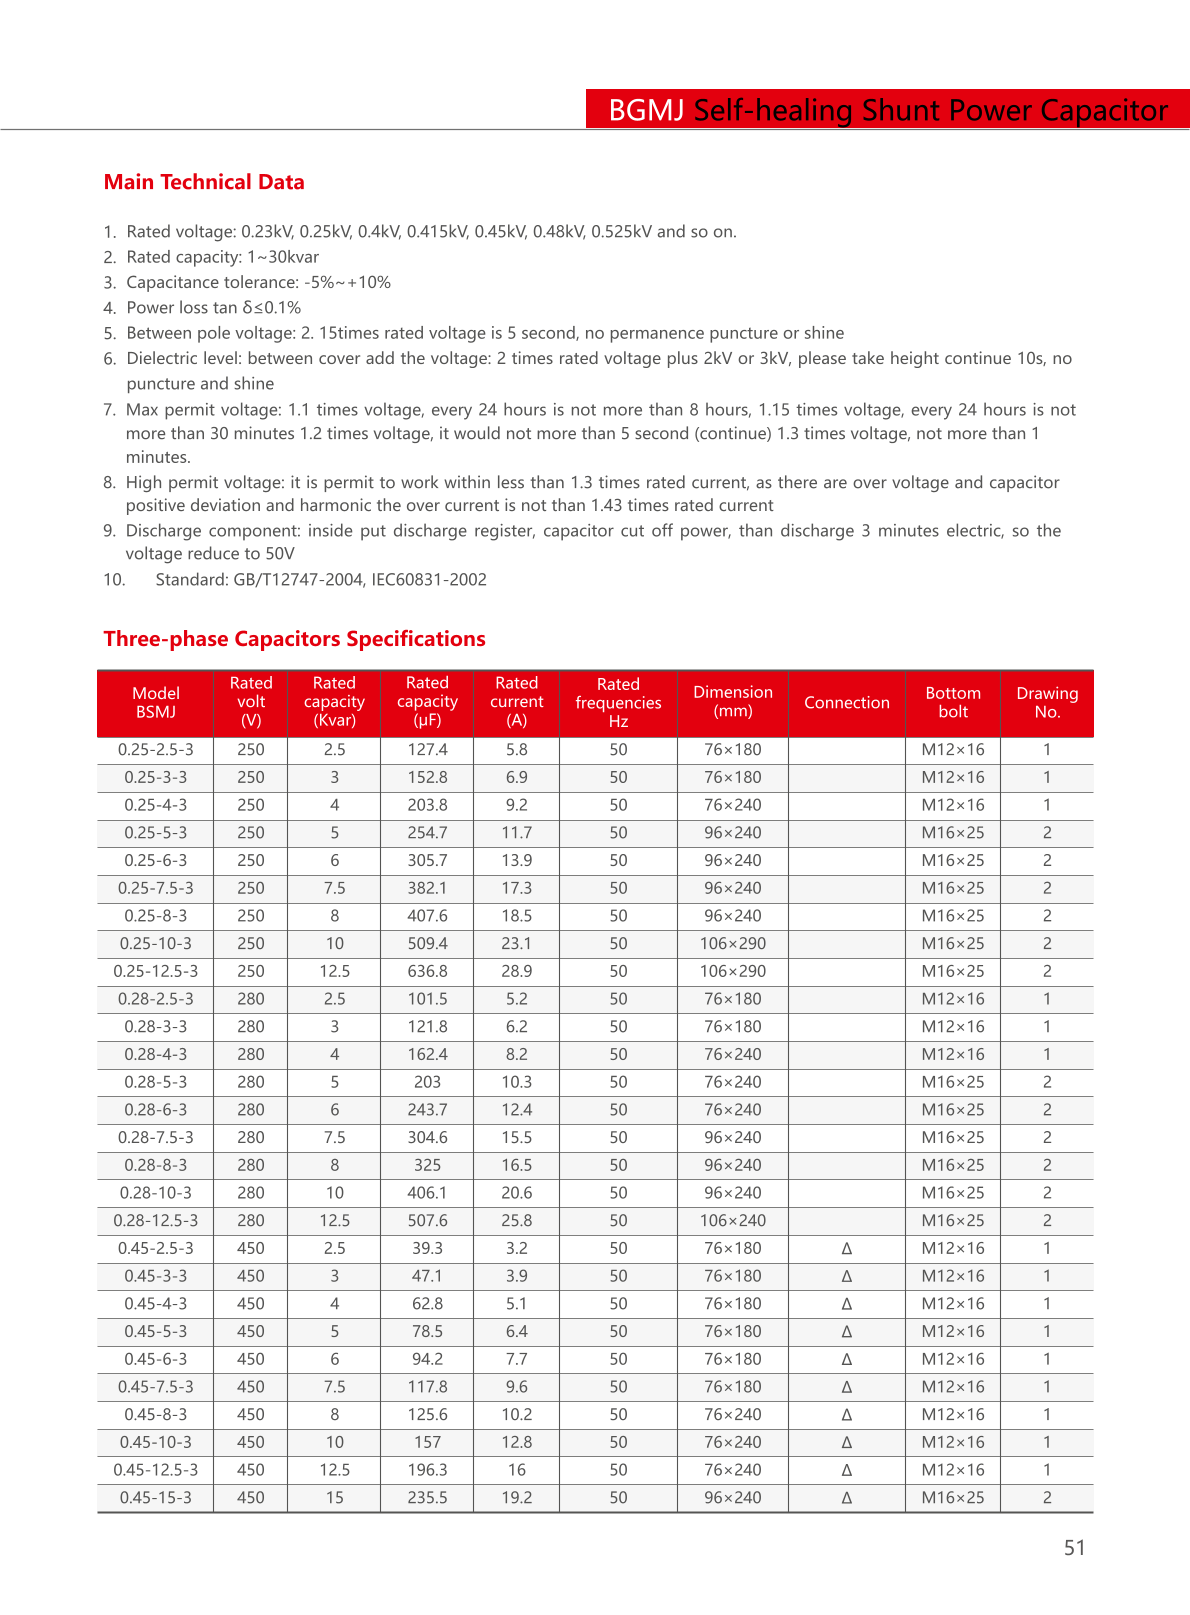 BGMJ Self-healing Shunt Power Capacitor
Main Technical Data
1. Rated voltage: 0.23kV, 0.25kV, 0.4kV, 0.415kV, 0.45kV, 0.48kV, 0.525kV and so on.
2. Rated capacity: 1~30kvar
3. Capacitance tolerance: -5%~+10%
4. Power loss tan δ≤0.1%
5. Between pole voltage: 2. 15times rated voltage is 5 second, no permanence puncture or shine
6. Dielectric level: between cover add the voltage: 2 times rated voltage plus 2kV or 3kV, please take height continue 10s, no
puncture and shine
7. Max permit voltage: 1.1 times voltage, every 24 hours is not more than 8 hours, 1.15 times voltage, every 24 hours is not
more than 30 minutes 1.2 times voltage, it would not more than 5 second (continue) 1.3 times voltage, not more than 1
minutes.
8. High permit voltage: it is permit to work within less than 1.3 times rated current, as there are over voltage and capacitor
positive deviation and harmonic the over current is not than 1.43 times rated current
9. Discharge component: inside put discharge register, capacitor cut off power, than discharge 3 minutes electric, so the
voltage reduce to 50V
10. Standard: GB/T12747-2004, IEC60831-2002
Three-phase Capacitors Specifications
Model BSMJ | Rated volt (V) | Rated capacity (Kvar) | Rated capacity (μF) | Rated current (A) | Rated frequencies Hz | Dimension (mm) | Connection | Bottom bolt | Drawing No.
0.25-2.5-3 250 2.5 127.4 5.8 50 76×180 M12×16 1
0.25-3-3 250 3 152.8 6.9 50 76×180 M12×16 1
0.25-4-3 250 4 203.8 9.2 50 76×240 M12×16 1
0.25-5-3 250 5 254.7 11.7 50 96×240 M16×25 2
0.25-6-3 250 6 305.7 13.9 50 96×240 M16×25 2
0.25-7.5-3 250 7.5 382.1 17.3 50 96×240 M16×25 2
0.25-8-3 250 8 407.6 18.5 50 96×240 M16×25 2
0.25-10-3 250 10 509.4 23.1 50 106×290 M16×25 2
0.25-12.5-3 250 12.5 636.8 28.9 50 106×290 M16×25 2
0.28-2.5-3 280 2.5 101.5 5.2 50 76×180 M12×16 1
0.28-3-3 280 3 121.8 6.2 50 76×180 M12×16 1
0.28-4-3 280 4 162.4 8.2 50 76×240 M12×16 1
0.28-5-3 280 5 203 10.3 50 76×240 M16×25 2
0.28-6-3 280 6 243.7 12.4 50 76×240 M16×25 2
0.28-7.5-3 280 7.5 304.6 15.5 50 96×240 M16×25 2
0.28-8-3 280 8 325 16.5 50 96×240 M16×25 2
0.28-10-3 280 10 406.1 20.6 50 96×240 M16×25 2
0.28-12.5-3 280 12.5 507.6 25.8 50 106×240 M16×25 2
0.45-2.5-3 450 2.5 39.3 3.2 50 76×180 Δ M12×16 1
0.45-3-3 450 3 47.1 3.9 50 76×180 Δ M12×16 1
0.45-4-3 450 4 62.8 5.1 50 76×180 Δ M12×16 1
0.45-5-3 450 5 78.5 6.4 50 76×180 Δ M12×16 1
0.45-6-3 450 6 94.2 7.7 50 76×180 Δ M12×16 1
0.45-7.5-3 450 7.5 117.8 9.6 50 76×180 Δ M12×16 1
0.45-8-3 450 8 125.6 10.2 50 76×240 Δ M12×16 1
0.45-10-3 450 10 157 12.8 50 76×240 Δ M12×16 1
0.45-12.5-3 450 12.5 196.3 16 50 76×240 Δ M12×16 1
0.45-15-3 450 15 235.5 19.2 50 96×240 Δ M16×25 2
51